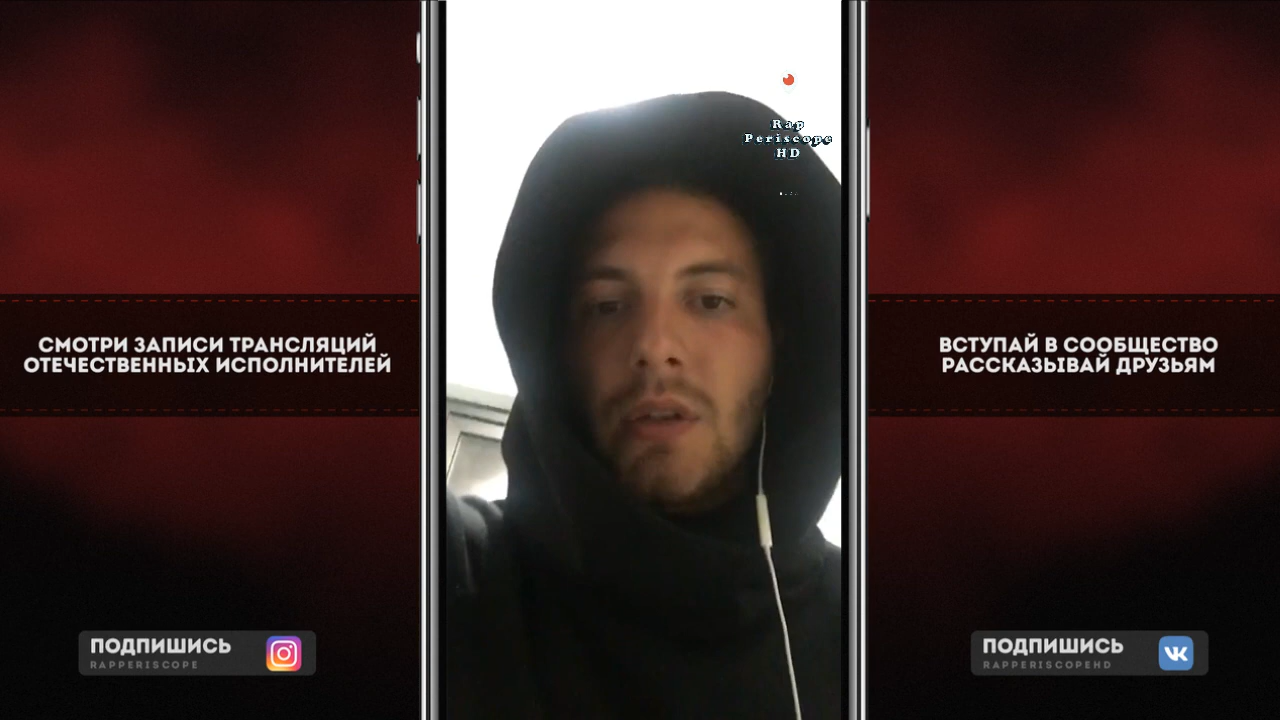 СМОТРИ ЗАПИСИ ТРАНСЛЯЦИЙ
ОТЕЧЕСТВЕННЫХ ИСПОЛНИТЕЛЕЙ
ПОДПИШИСЬ
RAPPERISCOPE
Rap
Periscope
HD
ВСТУПАЙ В СООБЩЕСТВО
РАССКАЗЫВАЙ ДРУЗЬЯМ
ПОДПИШИСЬ
RAPPERISCOPEHD